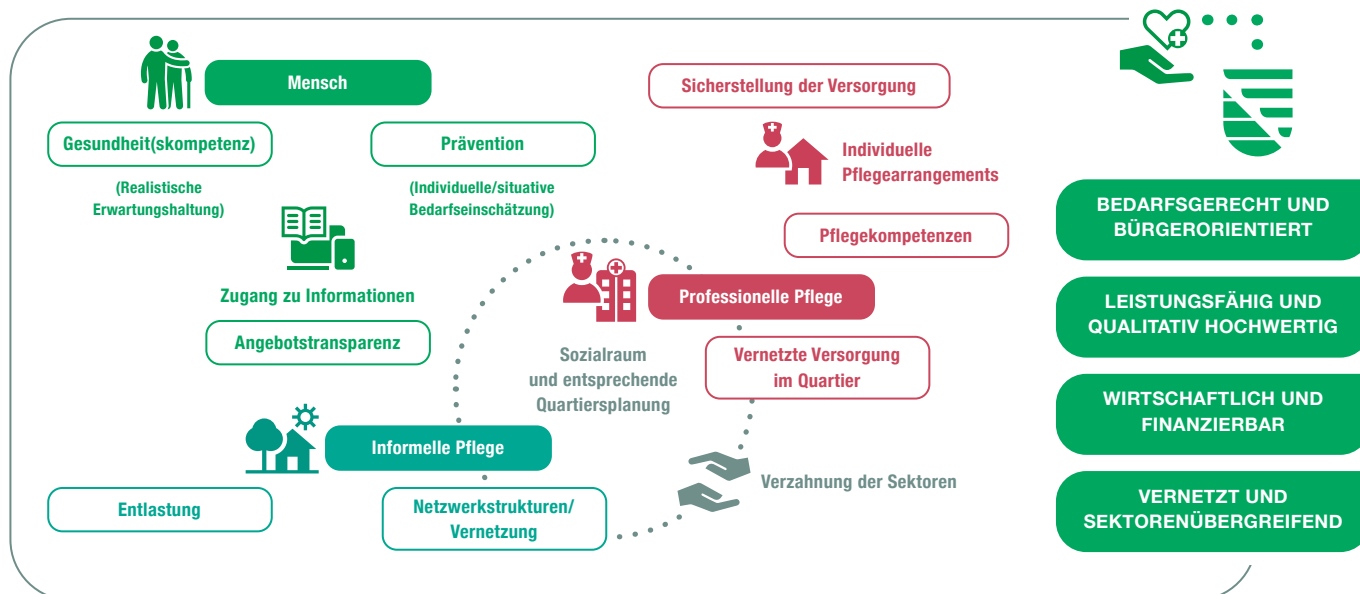 Mensch
Gesundheit(skompetenz)
(Realistische
Erwartungshaltung)
Prävention
(Individuelle/situative
Bedarfseinschätzung)
Zugang zu Informationen
Angebotstransparenz
Informelle Pflege
Entlastung
Netzwerkstrukturen/
Vernetzung
Sicherstellung der Versorgung
Individuelle
Pflegearrangements
Pflegekompetenzen
Professionelle Pflege
Vernetzte Versorgung
im Quartier
Sozialraum
und entsprechende
Quartiersplanung
Verzahnung der Sektoren
BEDARFSGERECHT UND
BÜRGERORIENTIERT
LEISTUNGSFÄHIG UND
QUALITATIV HOCHWERTIG
WIRTSCHAFTLICH UND
FINANZIERBAR
VERNETZT UND
SEKTORENÜBERGREIFEND